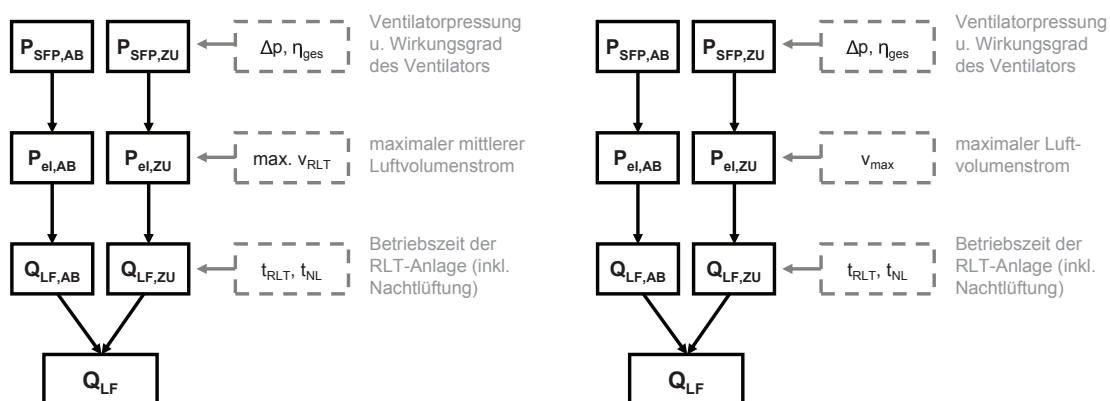 P_SFP,AB
P_SFP,ZU
Δp, η_ges
Ventilatorpressung
u. Wirkungsgrad
des Ventilators
P_el,AB
P_el,ZU
max. v_RLT
maximaler mittlerer
Luftvolumenstrom
Q_LF,AB
Q_LF,ZU
t_RLT, t_NL
Betriebszeit der
RLT-Anlage (inkl.
Nachtlüftung)
Q_LF
P_SFP,AB
P_SFP,ZU
Δp, η_ges
Ventilatorpressung
u. Wirkungsgrad
des Ventilators
P_el,AB
P_el,ZU
v_max
maximaler Luft-
volumenstrom
Q_LF,AB
Q_LF,ZU
t_RLT, t_NL
Betriebszeit der
RLT-Anlage (inkl.
Nachtlüftung)
Q_LF